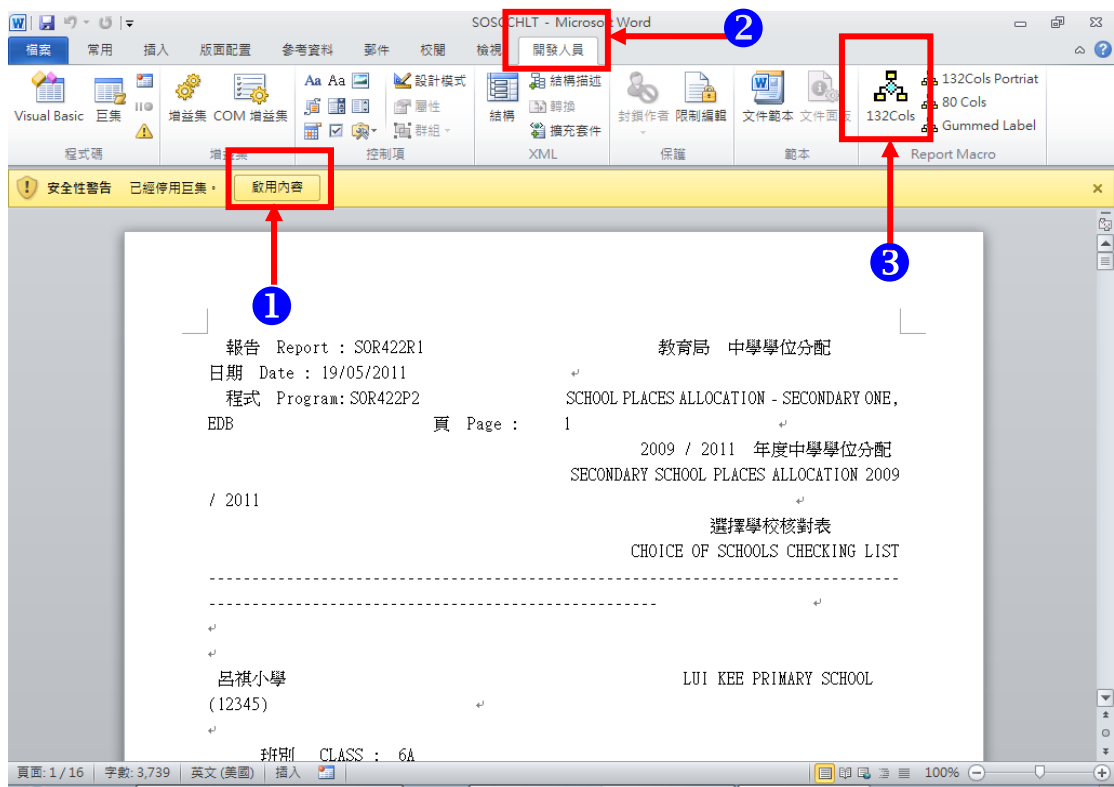 SOSCCHLT - Microsoft Word
2
檔案 常用 插入 版面配置 參考資料 郵件 校閱 檢視 開發人員
Aa Aa 設計模式 結構描述 132Cols Portriat
屬性 轉換 80 Cols
Visual Basic 巨集 增益集 COM 增益集 結構 封鎖作者 限制編輯 文件範本 132Cols
群組 擴充套件 Gummed Label
程式碼 增益集 控制項 XML 保護 範本 Report Macro
安全性警告 已經停用巨集。 啟用內容
3
1
報告 Report : SOR422R1 教育局 中學學位分配
日期 Date : 19/05/2011
程式 Program: SOR422P2 SCHOOL PLACES ALLOCATION - SECONDARY ONE,
EDB 頁 Page : 1
2009 / 2011 年度中學學位分配
SECONDARY SCHOOL PLACES ALLOCATION 2009
/ 2011
選擇學校核對表
CHOICE OF SCHOOLS CHECKING LIST
--------------------------------------------------------------------------------
----------------------------------------------------
呂祺小學 LUI KEE PRIMARY SCHOOL
(12345)
班別 CLASS : 6A
頁面: 1 / 16 字數: 3,739 英文 (美國) 插入 100%